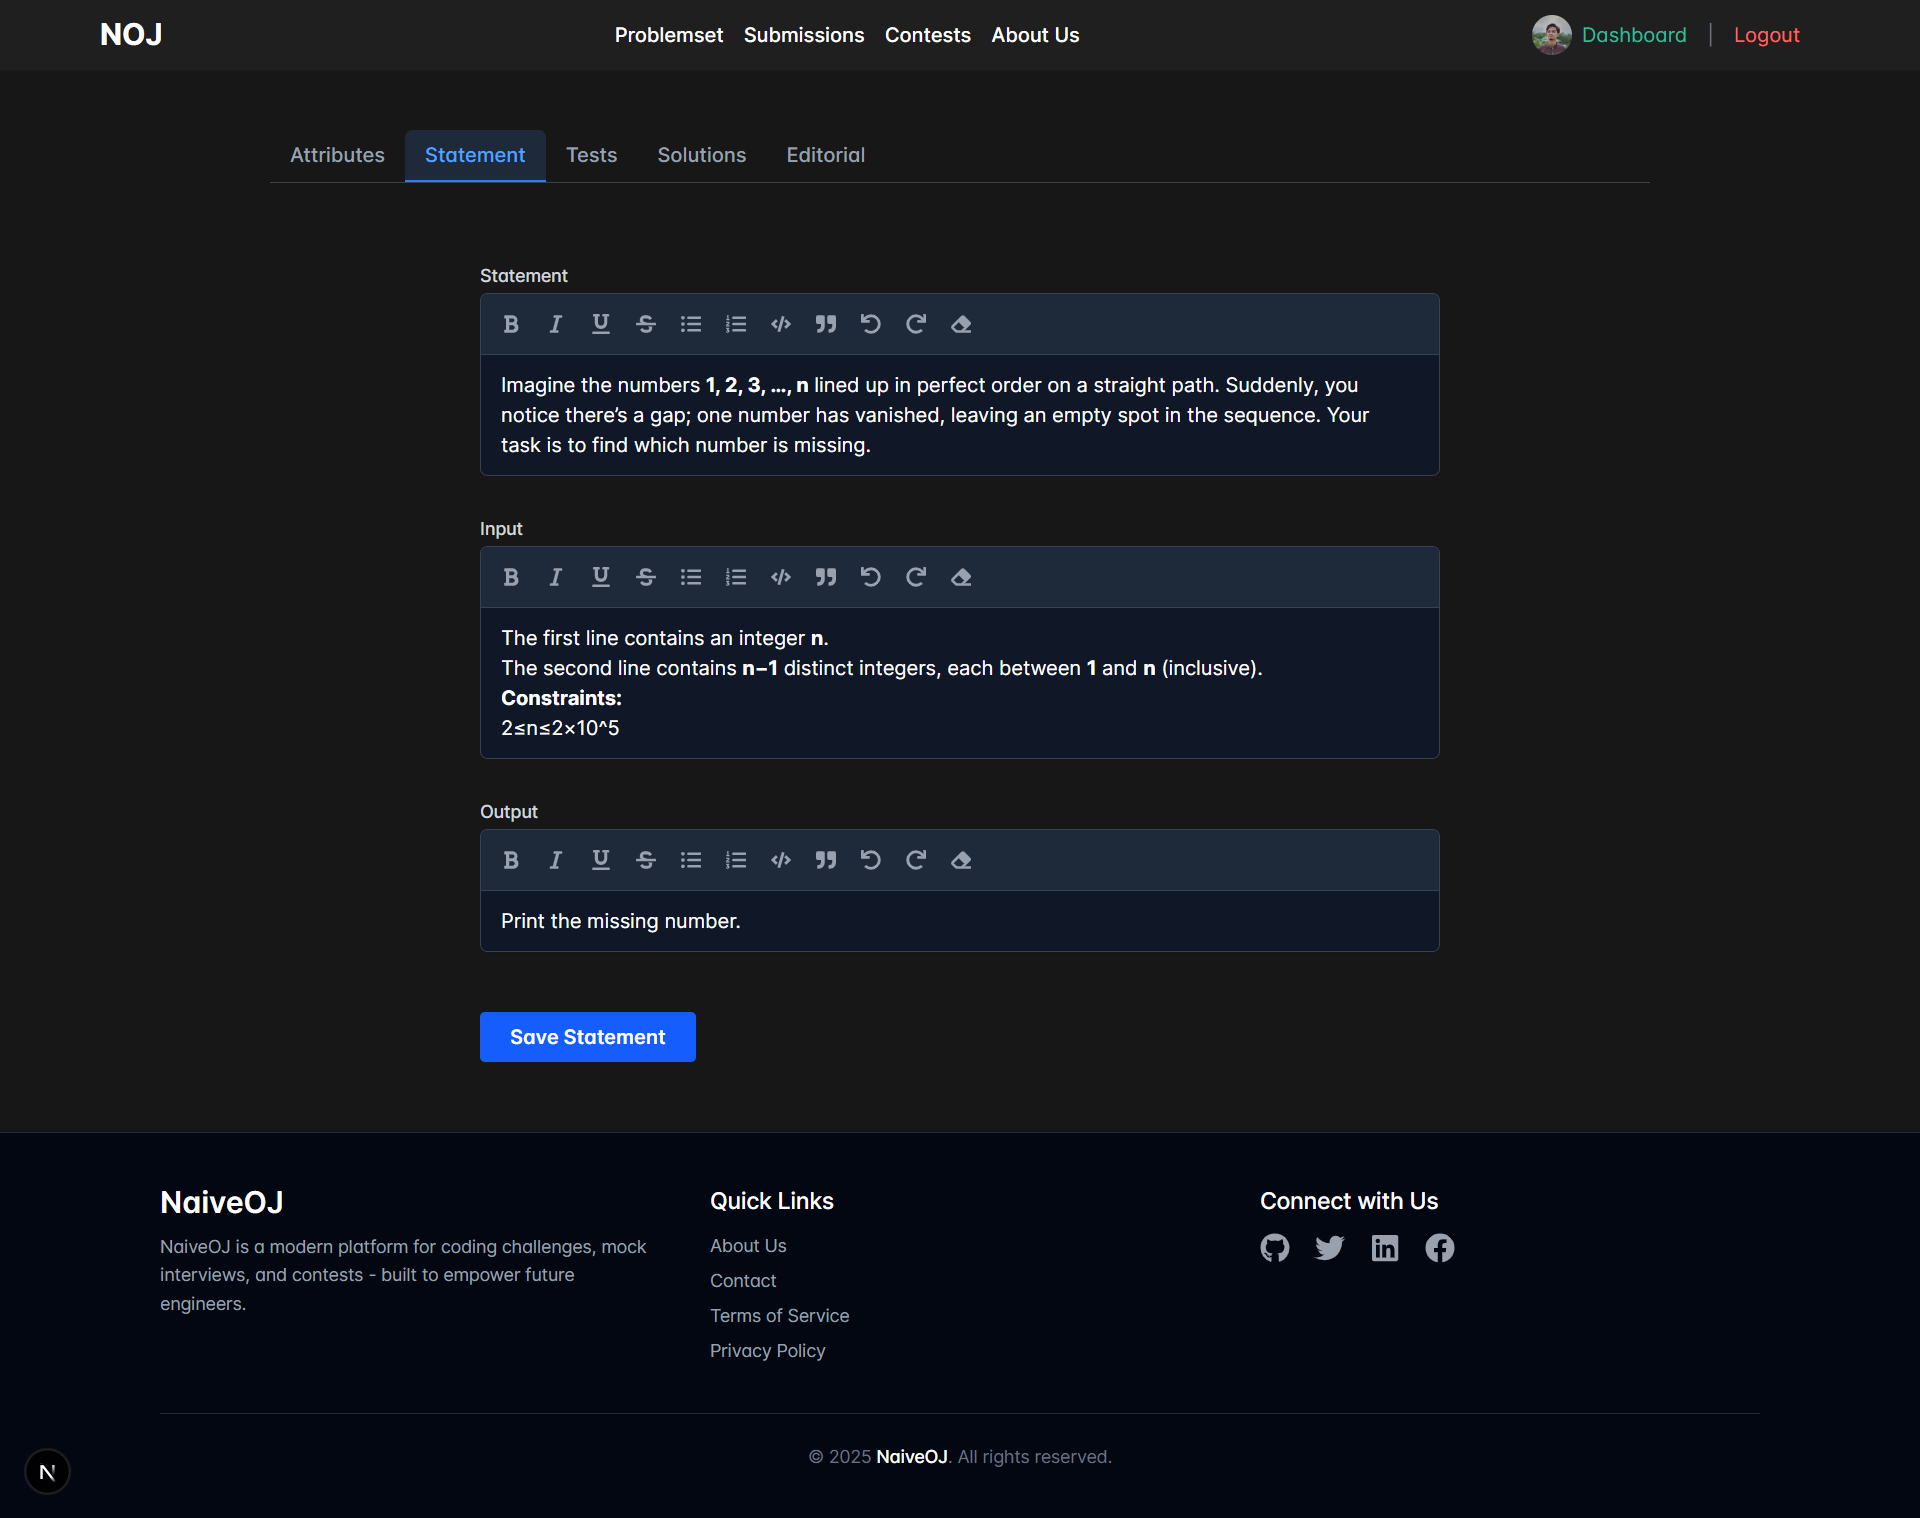 NOJ
Problemset Submissions Contests About Us
Dashboard | Logout
Attributes Statement Tests Solutions Editorial
Statement
Imagine the numbers 1, 2, 3, …, n lined up in perfect order on a straight path. Suddenly, you
notice there’s a gap; one number has vanished, leaving an empty spot in the sequence. Your
task is to find which number is missing.
Input
The first line contains an integer n.
The second line contains n−1 distinct integers, each between 1 and n (inclusive).
Constraints:
2≤n≤2×10^5
Output
Print the missing number.
Save Statement
NaiveOJ
NaiveOJ is a modern platform for coding challenges, mock
interviews, and contests - built to empower future
engineers.
Quick Links
About Us
Contact
Terms of Service
Privacy Policy
Connect with Us
© 2025 NaiveOJ. All rights reserved.
N